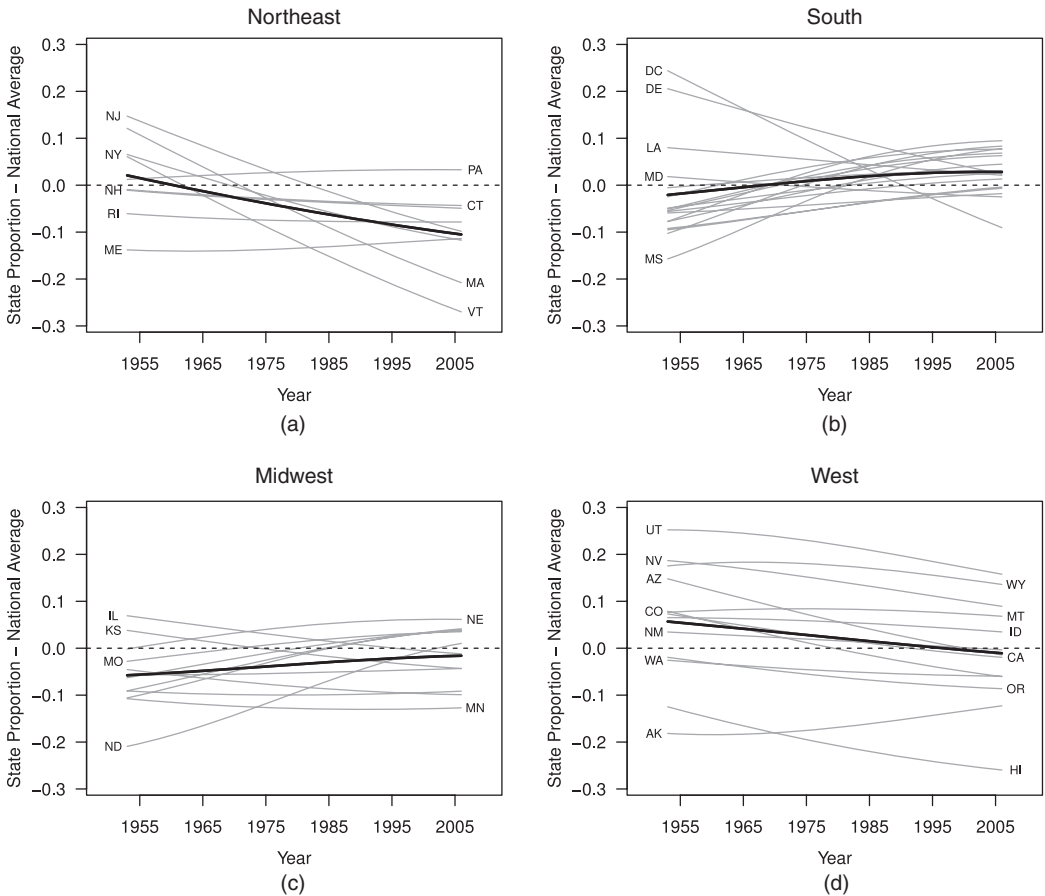 Northeast
State Proportion – National Average
0.3
0.2
0.1
0.0
−0.1
−0.2
−0.3
NJ
NY
NH
RI
ME
PA
CT
MA
VT
1955 1965 1975 1985 1995 2005
Year
(a)
South
State Proportion – National Average
0.3
0.2
0.1
0.0
−0.1
−0.2
−0.3
DC
DE
LA
MD
MS
1955 1965 1975 1985 1995 2005
Year
(b)
Midwest
State Proportion – National Average
0.3
0.2
0.1
0.0
−0.1
−0.2
−0.3
IL
KS
MO
ND
NE
MN
1955 1965 1975 1985 1995 2005
Year
(c)
West
State Proportion – National Average
0.3
0.2
0.1
0.0
−0.1
−0.2
−0.3
UT
NV
AZ
CO
NM
WA
AK
WY
MT
ID
CA
OR
HI
1955 1965 1975 1985 1995 2005
Year
(d)